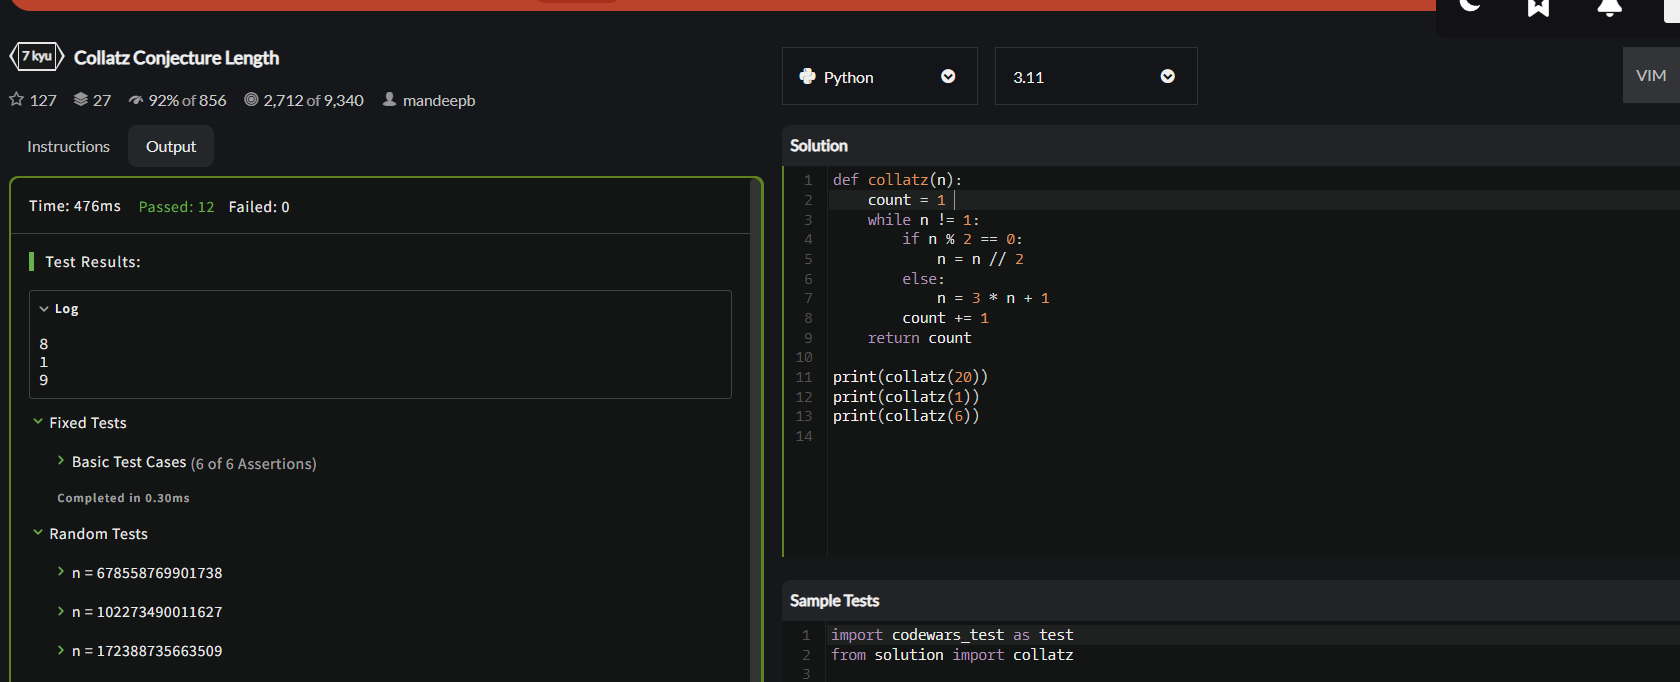 7 kyu Collatz Conjecture Length
127 27 92% of 856 2,712 of 9,340 mandeepb
Instructions Output
Time: 476ms Passed: 12 Failed: 0
Test Results:
Log
8
1
9
Fixed Tests
Basic Test Cases (6 of 6 Assertions)
Completed in 0.30ms
Random Tests
n = 678558769901738
n = 102273490011627
n = 172388735663509
Python 3.11 VIM
Solution
1 def collatz(n):
2     count = 1
3     while n != 1:
4         if n % 2 == 0:
5             n = n // 2
6         else:
7             n = 3 * n + 1
8         count += 1
9     return count
10
11 print(collatz(20))
12 print(collatz(1))
13 print(collatz(6))
14
Sample Tests
1 import codewars_test as test
2 from solution import collatz
3